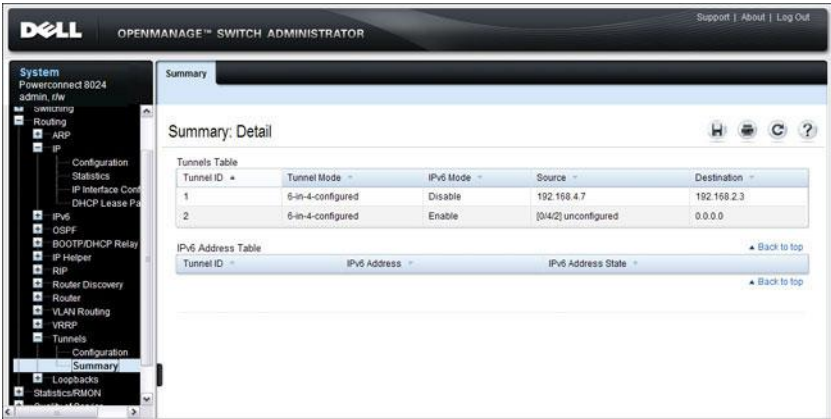 Support | About | Log Out
DELL
OPENMANAGE™ SWITCH ADMINISTRATOR
System
Powerconnect 8024
admin, r/w
Switching
Routing
ARP
IP
Configuration
Statistics
IP Interface Conf
DHCP Lease Pa
IPv6
OSPF
BOOTP/DHCP Relay
IP Helper
RIP
Router Discovery
Router
VLAN Routing
VRRP
Tunnels
Configuration
Summary
Loopbacks
Statistics/RMON
Quality of Service
Summary
Summary: Detail
Tunnels Table
Tunnel ID Tunnel Mode IPv6 Mode Source Destination
1 6-in-4-configured Disable 192.168.4.7 192.168.2.3
2 6-in-4-configured Enable [0/4/2] unconfigured 0.0.0.0
Back to top
IPv6 Address Table
Tunnel ID IPv6 Address IPv6 Address State
Back to top